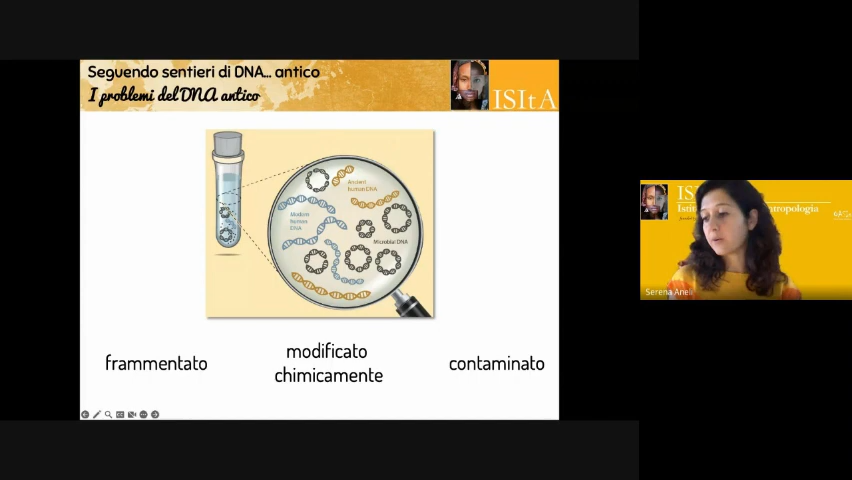 Seguendo sentieri di DNA... antico
I problemi del DNA antico
ISItA
Ancient
human DNA
Modern
human
DNA
Microbial DNA
frammentato
modificato
chimicamente
contaminato
Serena Aneli